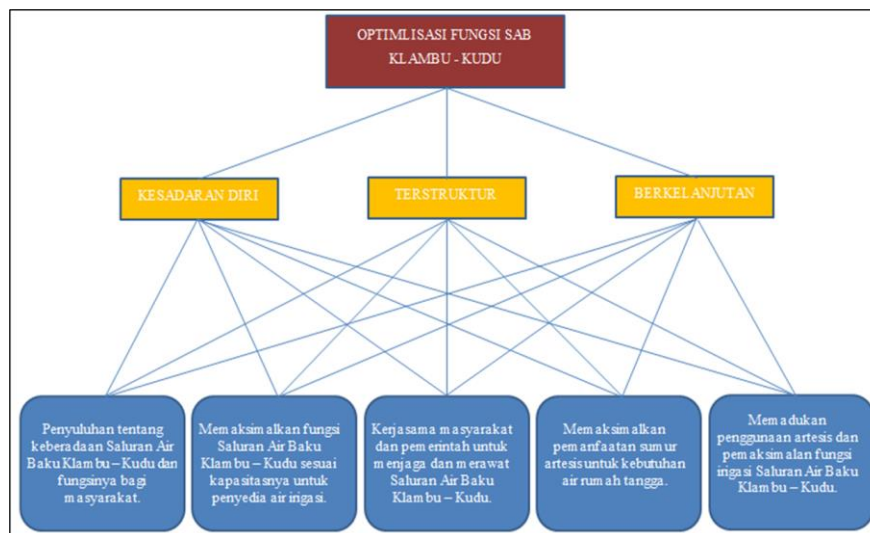 OPTIMLISASI FUNGSI SAB
KLAMBU - KUDU
KESADARAN DIRI
TERSTRUKTUR
BERKELANJUTAN
Penyuluhan tentang
keberadaan Saluran Air
Baku Klambu – Kudu dan
fungsinya bagi
masyarakat.
Memaksimalkan fungsi
Saluran Air Baku
Klambu – Kudu sesuai
kapasitasnya untuk
penyedia air irigasi.
Kerjasama masyarakat
dan pemerintah untuk
menjaga dan merawat
Saluran Air Baku
Klambu – Kudu.
Memaksimalkan
pemanfaatan sumur
artesis untuk kebutuhan
air rumah tangga.
Memadukan
penggunaan artesis dan
pemaksimalan fungsi
irigasi Saluran Air Baku
Klambu – Kudu.